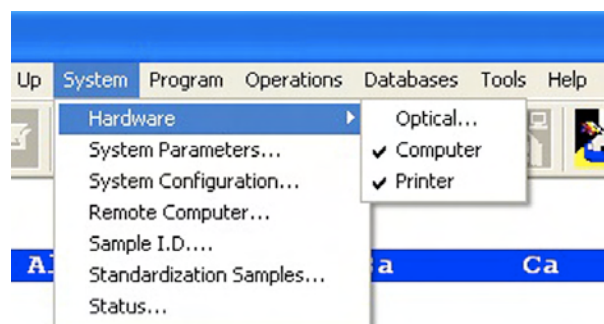 Up System Program Operations Databases Tools Help
Hardware Optical...
System Parameters... Computer
System Configuration... Printer
Remote Computer...
Sample I.D....
Ca
Standardization Samples...
Status...